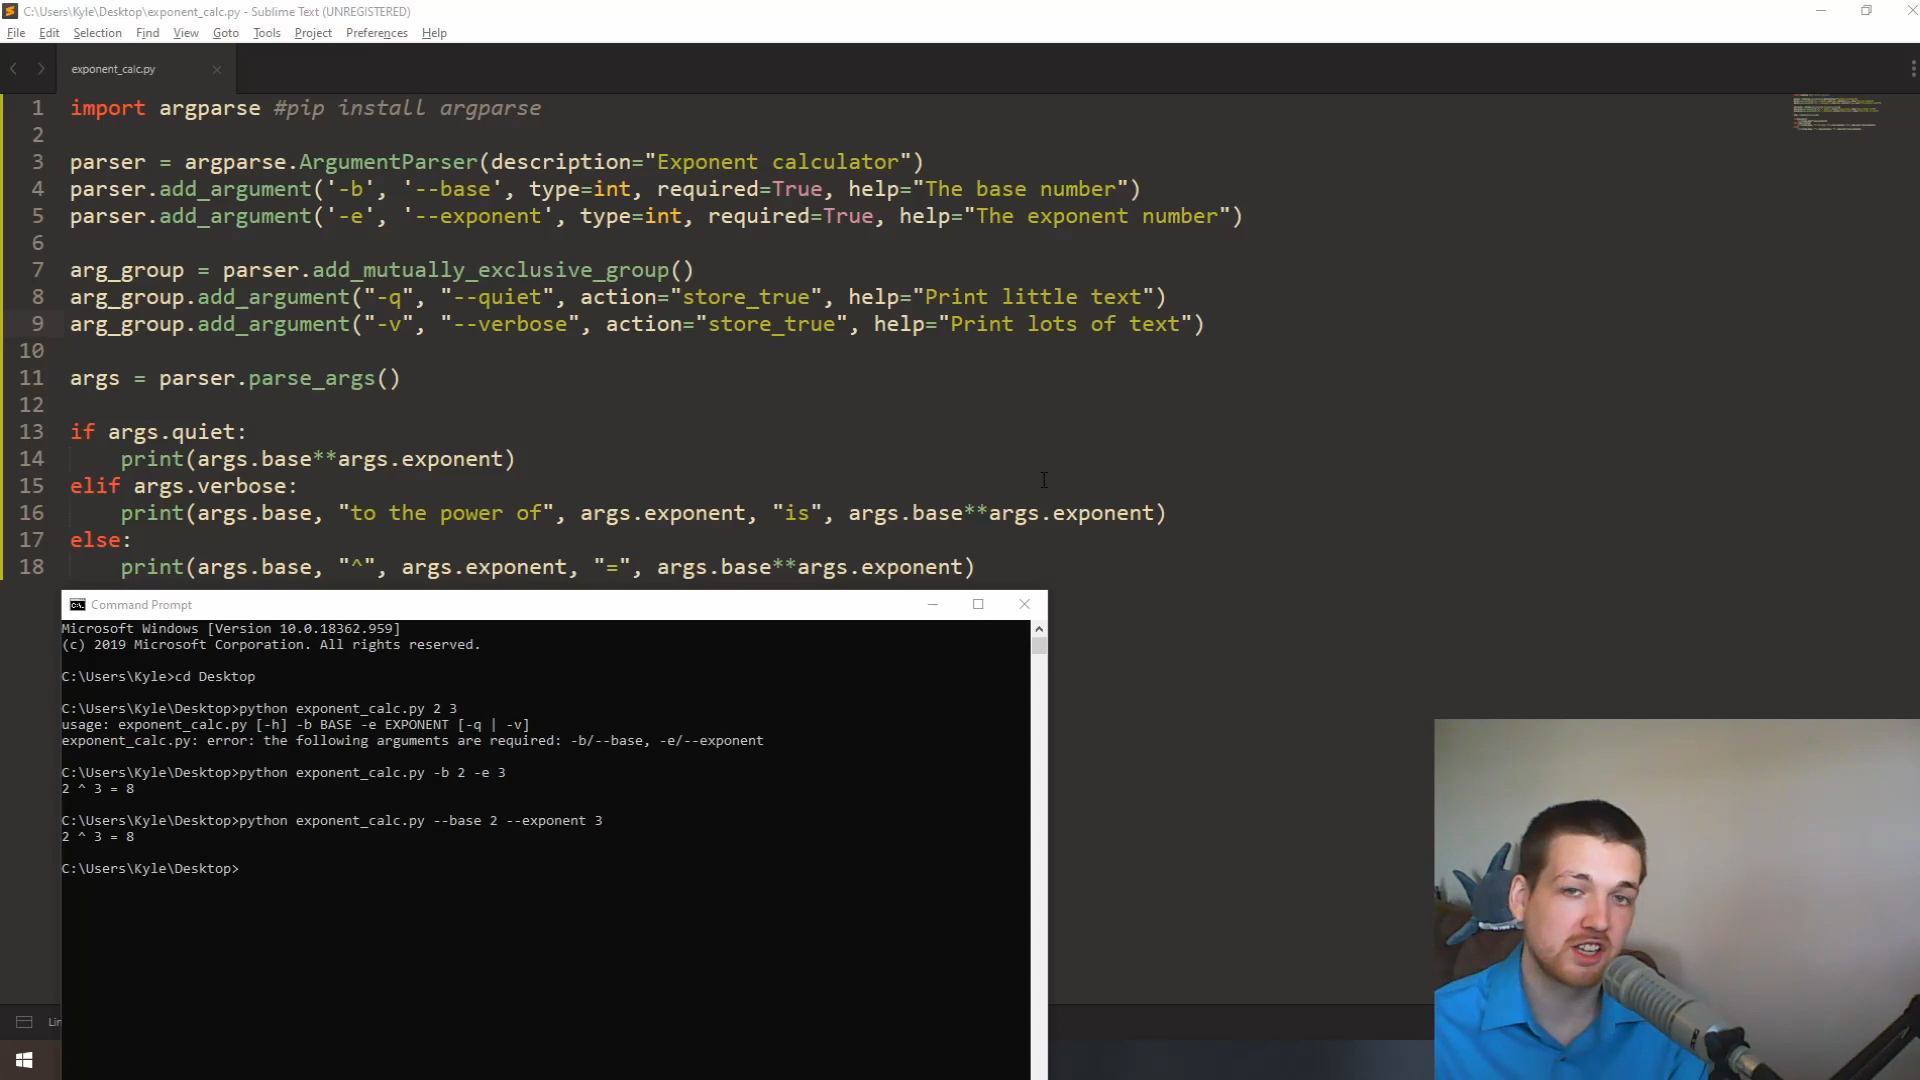 C:\Users\Kyle\Desktop\exponent_calc.py - Sublime Text (UNREGISTERED)
File Edit Selection Find View Goto Tools Project Preferences Help
exponent_calc.py
1 import argparse #pip install argparse
2
3 parser = argparse.ArgumentParser(description="Exponent calculator")
4 parser.add_argument('-b', '--base', type=int, required=True, help="The base number")
5 parser.add_argument('-e', '--exponent', type=int, required=True, help="The exponent number")
6
7 arg_group = parser.add_mutually_exclusive_group()
8 arg_group.add_argument("-q", "--quiet", action="store_true", help="Print little text")
9 arg_group.add_argument("-v", "--verbose", action="store_true", help="Print lots of text")
10
11 args = parser.parse_args()
12
13 if args.quiet:
14     print(args.base**args.exponent)
15 elif args.verbose:
16     print(args.base, "to the power of", args.exponent, "is", args.base**args.exponent)
17 else:
18     print(args.base, "^", args.exponent, "=", args.base**args.exponent)
Command Prompt
Microsoft Windows [Version 10.0.18362.959]
(c) 2019 Microsoft Corporation. All rights reserved.
C:\Users\Kyle>cd Desktop
C:\Users\Kyle\Desktop>python exponent_calc.py 2 3
usage: exponent_calc.py [-h] -b BASE -e EXPONENT [-q | -v]
exponent_calc.py: error: the following arguments are required: -b/--base, -e/--exponent
C:\Users\Kyle\Desktop>python exponent_calc.py -b 2 -e 3
2 ^ 3 = 8
C:\Users\Kyle\Desktop>python exponent_calc.py --base 2 --exponent 3
2 ^ 3 = 8
C:\Users\Kyle\Desktop>